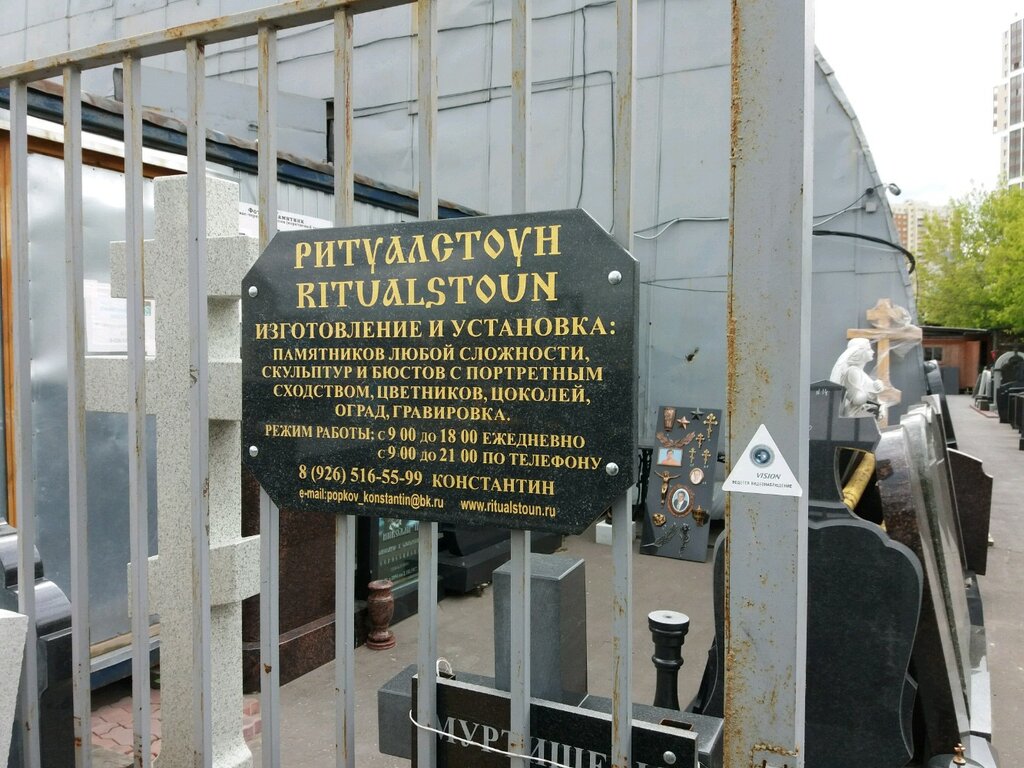 РИТУАЛСТОУН
RITUALSTOUN
ИЗГОТОВЛЕНИЕ И УСТАНОВКА:
ПАМЯТНИКОВ ЛЮБОЙ СЛОЖНОСТИ,
СКУЛЬПТУР И БЮСТОВ С ПОРТРЕТНЫМ
СХОДСТВОМ, ЦВЕТНИКОВ, ЦОКОЛЕЙ,
ОГРАД, ГРАВИРОВКА.
РЕЖИМ РАБОТЫ: с 9 00 до 18 00 ЕЖЕДНЕВНО
с 9.00 до 21 00 ПО ТЕЛЕФОНУ
8 (926) 516-55-99 КОНСТАНТИН
e-mail:popkov_konstantin@bk.ru www.ritualstoun.ru
VISION
ВЕДЕТСЯ ВИДЕОНАБЛЮДЕНИЕ